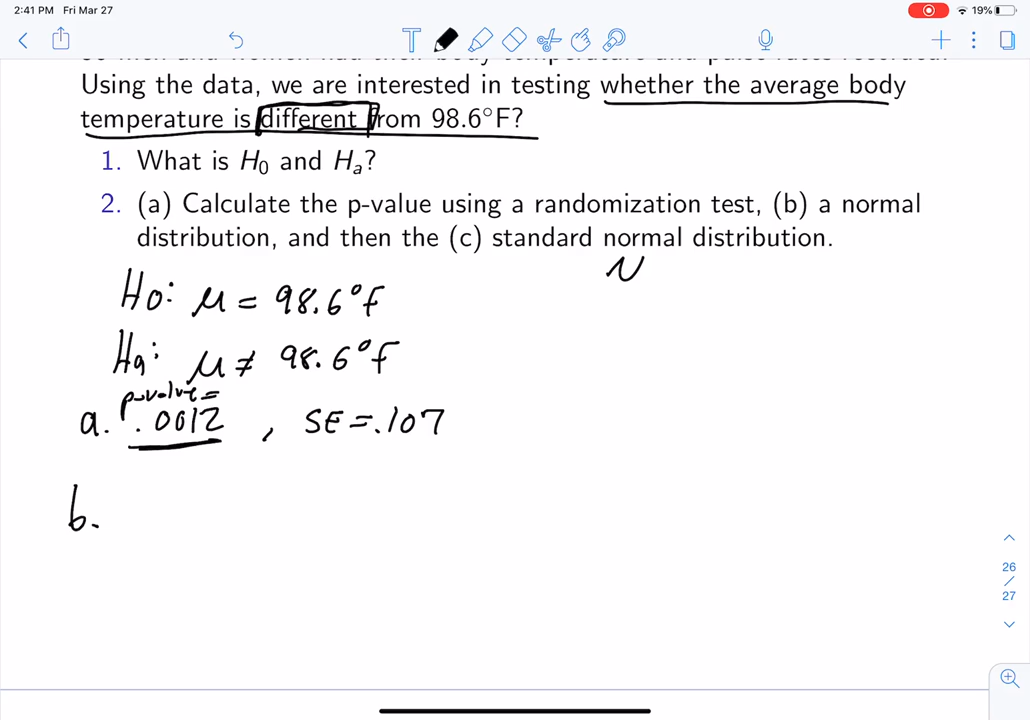 2:41 PM Fri Mar 27
19%
T
Using the data, we are interested in testing whether the average body
temperature is different from 98.6°F?
1. What is H0 and Ha?
2. (a) Calculate the p-value using a randomization test, (b) a normal
distribution, and then the (c) standard normal distribution.
N
H0: μ = 98.6°F
Ha: μ ≠ 98.6°F
p-value =
a. .0012 , SE = .107
b.
26
/
27